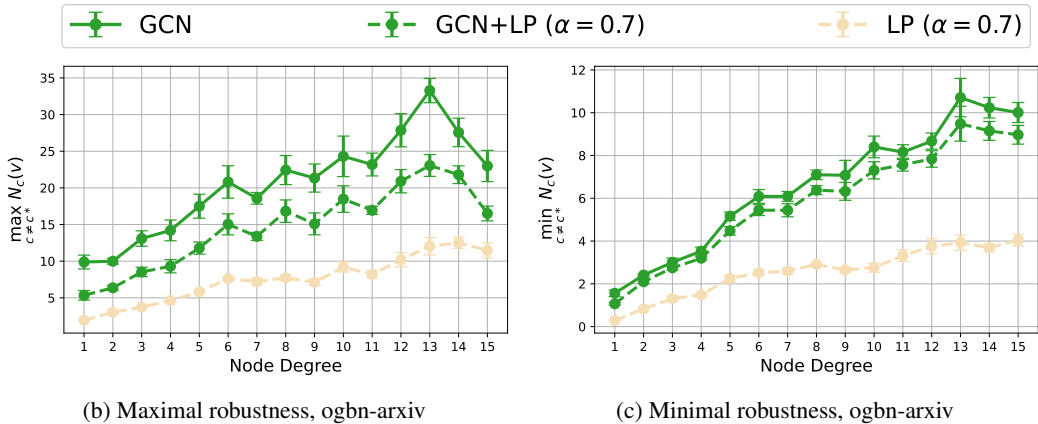 GCN GCN+LP (α = 0.7) LP (α = 0.7)
35
30
25
20
15
10
5
max N_c(v)
c≠c*
1 2 3 4 5 6 7 8 9 10 11 12 13 14 15
Node Degree
12
10
8
6
4
2
0
min N_c(v)
c≠c*
1 2 3 4 5 6 7 8 9 10 11 12 13 14 15
Node Degree
(b) Maximal robustness, ogbn-arxiv
(c) Minimal robustness, ogbn-arxiv